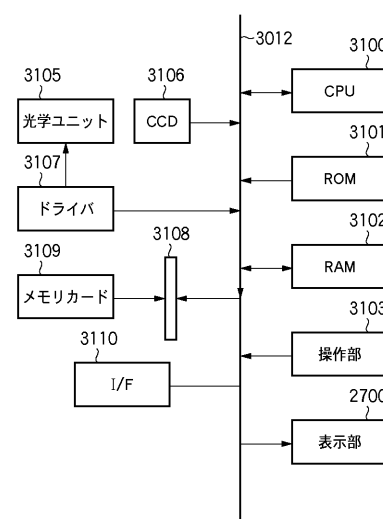 3012
3100
CPU
3105
光学ユニット
3106
CCD
3101
ROM
3107
ドライバ
3102
RAM
3108
3109
メモリカード
3103
操作部
3110
I/F
2700
表示部